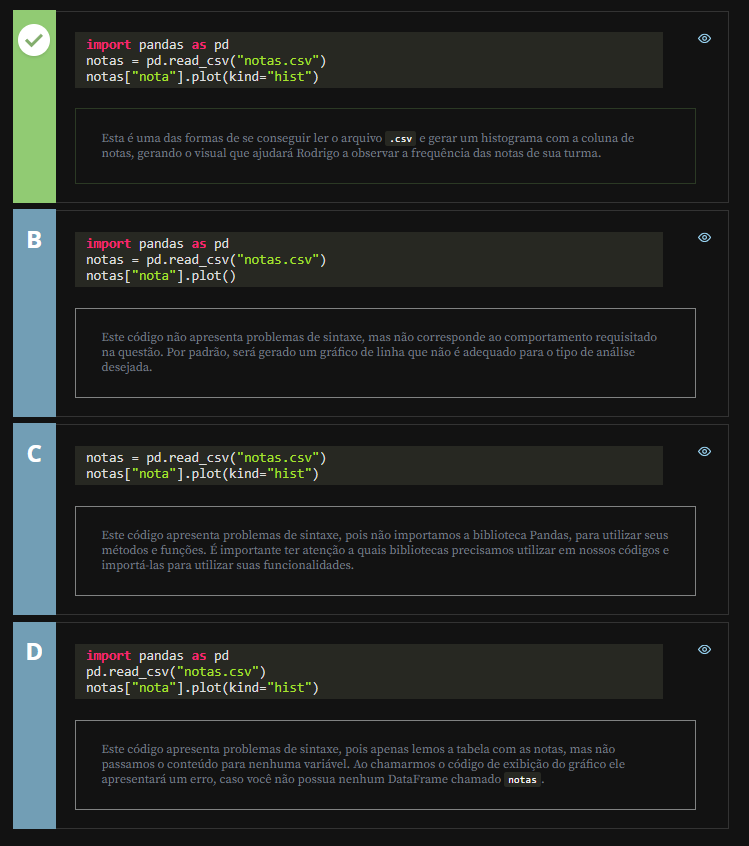 import pandas as pd
notas = pd.read_csv("notas.csv")
notas["nota"].plot(kind="hist")
Esta é uma das formas de se conseguir ler o arquivo .csv e gerar um histograma com a coluna de
notas, gerando o visual que ajudará Rodrigo a observar a frequência das notas de sua turma.
B
import pandas as pd
notas = pd.read_csv("notas.csv")
notas["nota"].plot()
Este código não apresenta problemas de sintaxe, mas não corresponde ao comportamento requisitado
na questão. Por padrão, será gerado um gráfico de linha que não é adequado para o tipo de análise
desejada.
C
notas = pd.read_csv("notas.csv")
notas["nota"].plot(kind="hist")
Este código apresenta problemas de sintaxe, pois não importamos a biblioteca Pandas, para utilizar seus
métodos e funções. É importante ter atenção a quais bibliotecas precisamos utilizar em nossos códigos e
importá-las para utilizar suas funcionalidades.
D
import pandas as pd
pd.read_csv("notas.csv")
notas["nota"].plot(kind="hist")
Este código apresenta problemas de sintaxe, pois apenas lemos a tabela com as notas, mas não
passamos o conteúdo para nenhuma variável. Ao chamarmos o código de exibição do gráfico ele
apresentará um erro, caso você não possua nenhum DataFrame chamado notas.